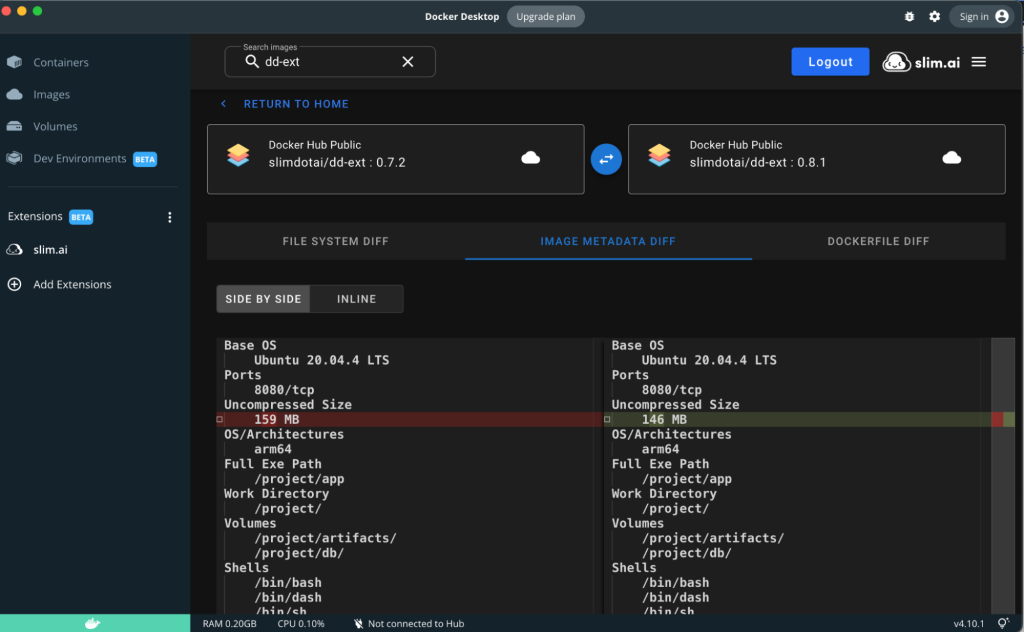 Docker Desktop
Upgrade plan
Sign in
Containers
Images
Volumes
Dev Environments BETA
Extensions BETA
slim.ai
Add Extensions
Search images
dd-ext
Logout
slim.ai
RETURN TO HOME
Docker Hub Public
slimdotai/dd-ext : 0.7.2
Docker Hub Public
slimdotai/dd-ext : 0.8.1
FILE SYSTEM DIFF
IMAGE METADATA DIFF
DOCKERFILE DIFF
SIDE BY SIDE
INLINE
Base OS
Ubuntu 20.04.4 LTS
Ports
8080/tcp
Uncompressed Size
159 MB
OS/Architectures
arm64
Full Exe Path
/project/app
Work Directory
/project/
Volumes
/project/artifacts/
/project/db/
Shells
/bin/bash
/bin/dash
/bin/sh
Base OS
Ubuntu 20.04.4 LTS
Ports
8080/tcp
Uncompressed Size
146 MB
OS/Architectures
arm64
Full Exe Path
/project/app
Work Directory
/project/
Volumes
/project/artifacts/
/project/db/
Shells
/bin/bash
/bin/dash
/bin/sh
RAM 0.20GB
CPU 0.10%
Not connected to Hub
v4.10.1